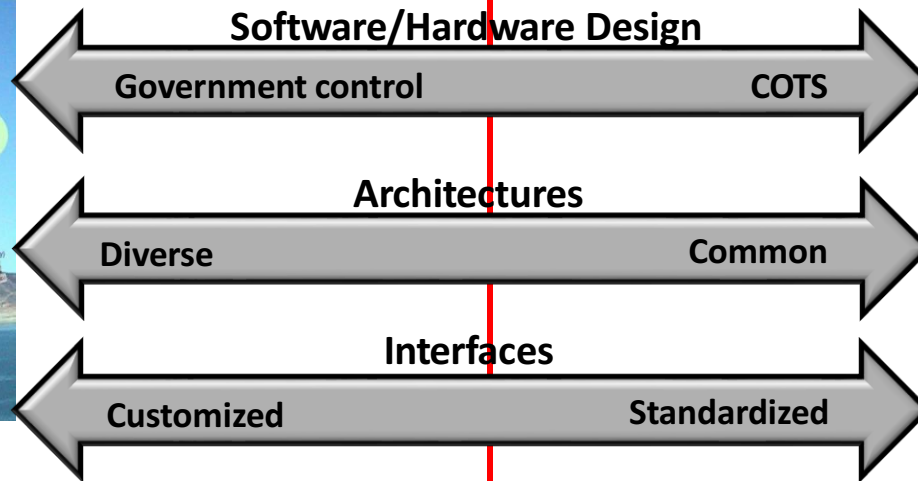 Software/Hardware Design
Government control COTS
Architectures
Diverse Common
Interfaces
Customized Standardized